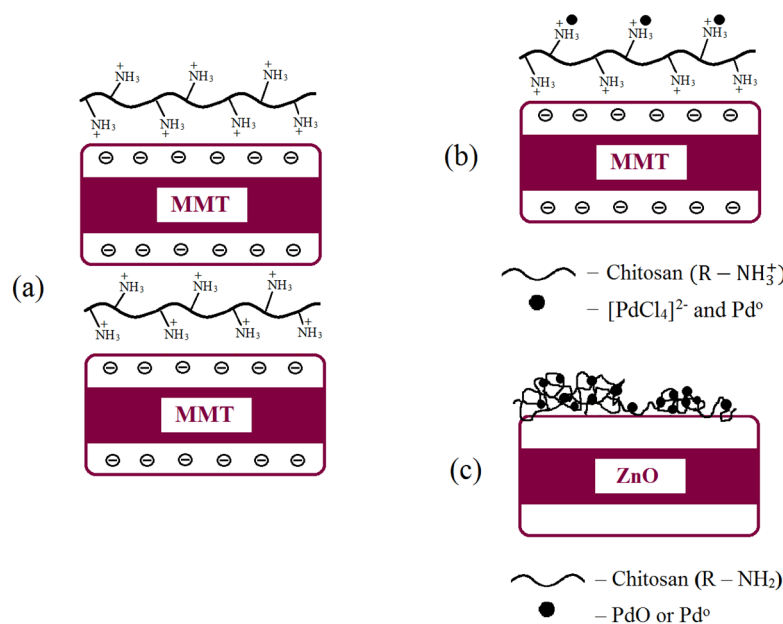 + + +
NH3 NH3 NH3
NH3 NH3 NH3 NH3
+ + + +
⊖ ⊖ ⊖ ⊖ ⊖ ⊖
MMT
⊖ ⊖ ⊖ ⊖ ⊖ ⊖
(a)
+ + +
NH3 NH3 NH3
+ + + +
NH3 NH3 NH3 NH3
⊖ ⊖ ⊖ ⊖ ⊖ ⊖
MMT
⊖ ⊖ ⊖ ⊖ ⊖ ⊖
+ + +
NH3 NH3 NH3
NH3 NH3 NH3 NH3
+ + + +
⊖ ⊖ ⊖ ⊖ ⊖ ⊖
(b)
MMT
⊖ ⊖ ⊖ ⊖ ⊖ ⊖
– Chitosan (R – NH₃⁺)
– [PdCl₄]²⁻ and Pdº
(c)
ZnO
– Chitosan (R – NH₂)
– PdO or Pdº